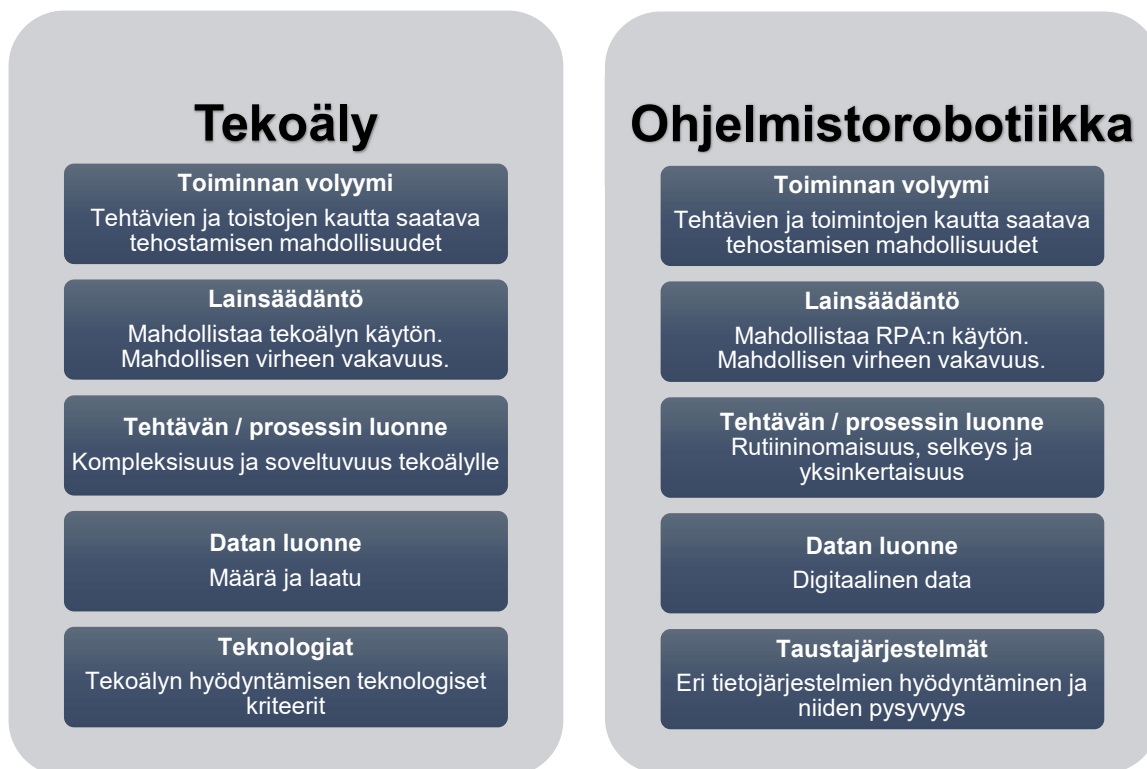 Tekoäly
Toiminnan volyymi
Tehtävien ja toistojen kautta saatava
tehostamisen mahdollisuudet
Lainsäädäntö
Mahdollistaa tekoälyn käytön.
Mahdollisen virheen vakavuus.
Tehtävän / prosessin luonne
Kompleksisuus ja soveltuvuus tekoälylle
Datan luonne
Määrä ja laatu
Teknologiat
Tekoälyn hyödyntämisen teknologiset
kriteerit
Ohjelmistorobotiikka
Toiminnan volyymi
Tehtävien ja toimintojen kautta saatava
tehostamisen mahdollisuudet
Lainsäädäntö
Mahdollistaa RPA:n käytön.
Mahdollisen virheen vakavuus.
Tehtävän / prosessin luonne
Rutiininomaisuus, selkeys ja
yksinkertaisuus
Datan luonne
Digitaalinen data
Taustajärjestelmät
Eri tietojärjestelmien hyödyntäminen ja
niiden pysyvyys